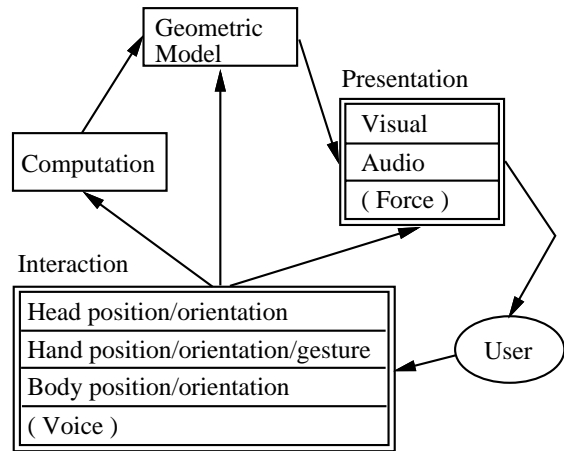 Geometric
Model
Presentation
Visual
Audio
( Force )
Computation
Interaction
Head position/orientation
Hand position/orientation/gesture
Body position/orientation
( Voice )
User